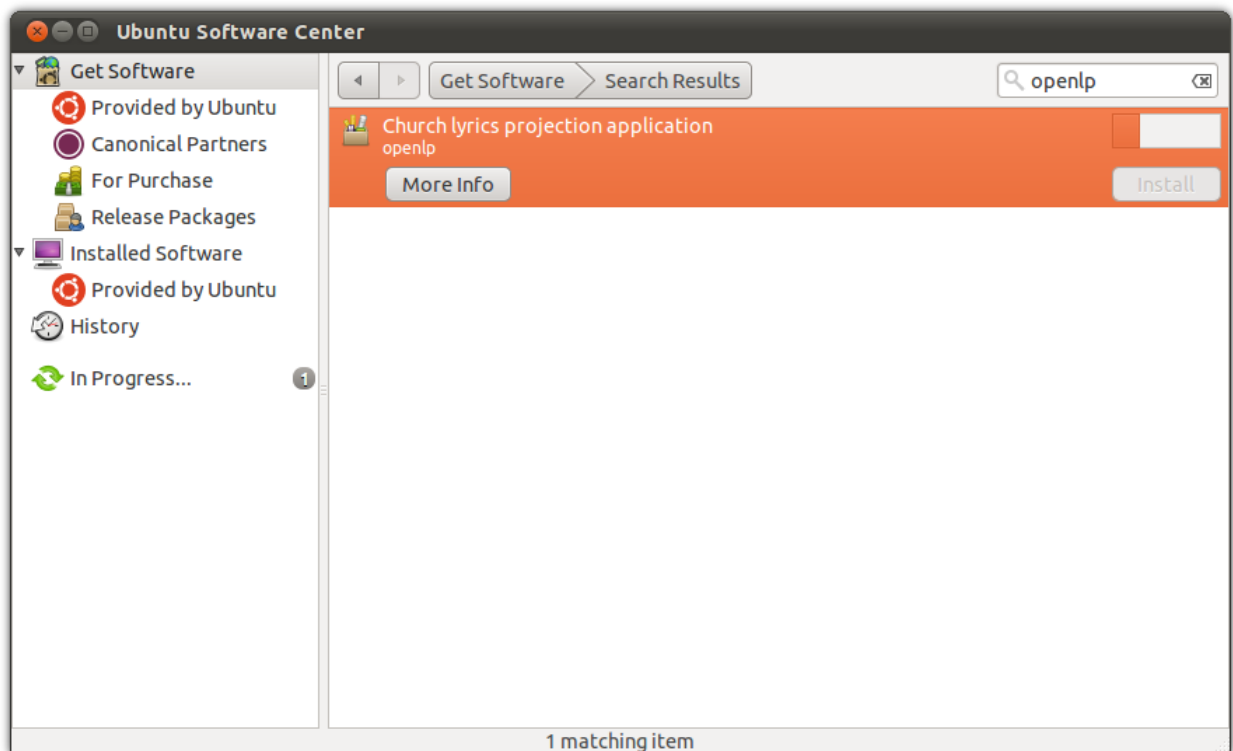 Ubuntu Software Center
Get Software
Provided by Ubuntu
Canonical Partners
For Purchase
Release Packages
Installed Software
Provided by Ubuntu
History
In Progress... 1
Get Software Search Results openlp
Church lyrics projection application
openlp
More Info Install
1 matching item